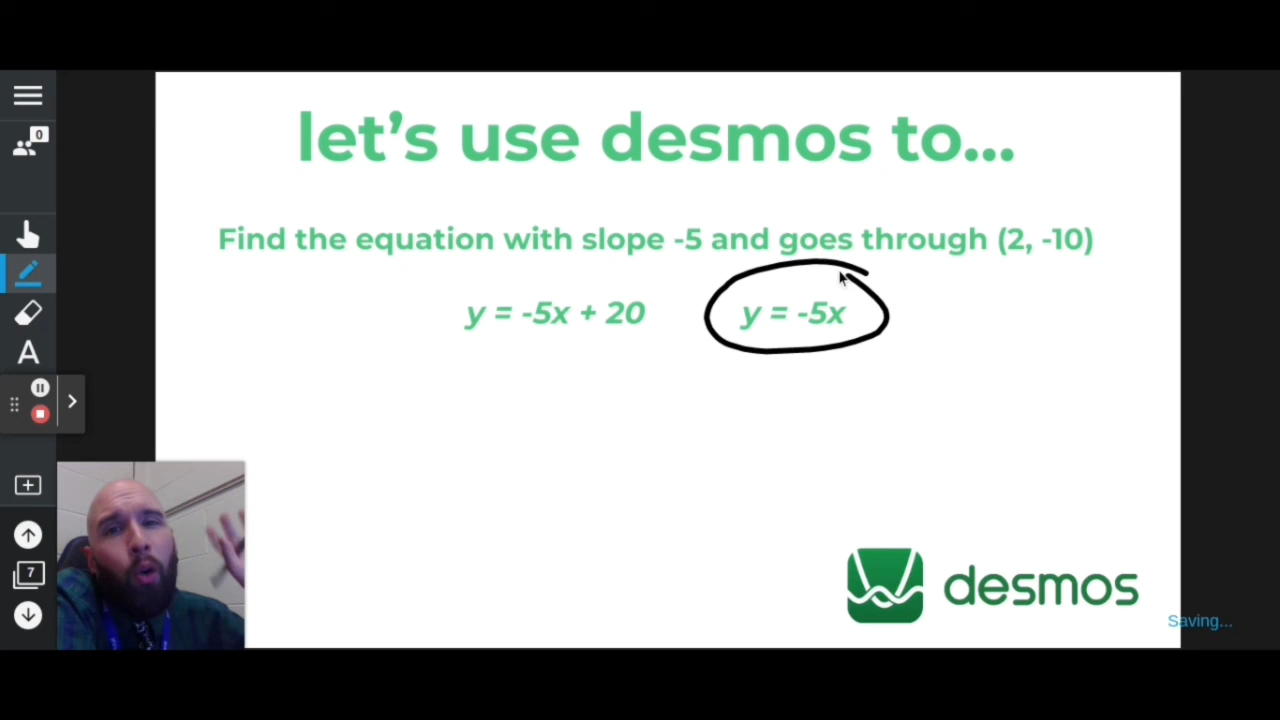 let's use desmos to...
0
Find the equation with slope -5 and goes through (2, -10)
y = -5x + 20 y = -5x
A
7
desmos
Saving...